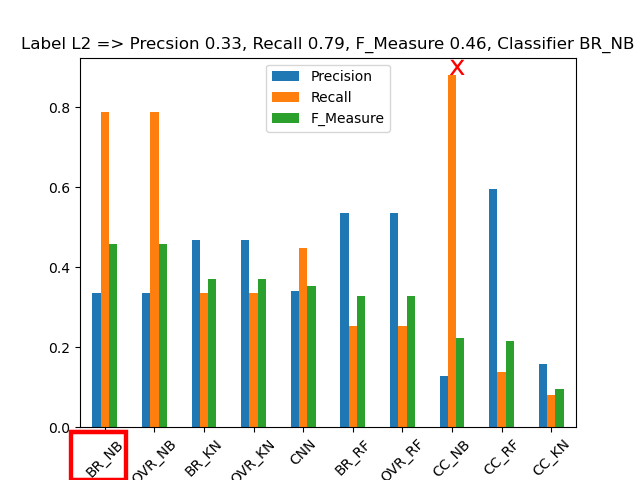 Label L2 => Precsion 0.33, Recall 0.79, F_Measure 0.46, Classifier BR_NB
X
Precision
Recall
F_Measure
0.8
0.6
0.4
0.2
0.0
BR_NB OVR_NB BR_KN OVR_KN CNN BR_RF OVR_RF CC_NB CC_RF CC_KN